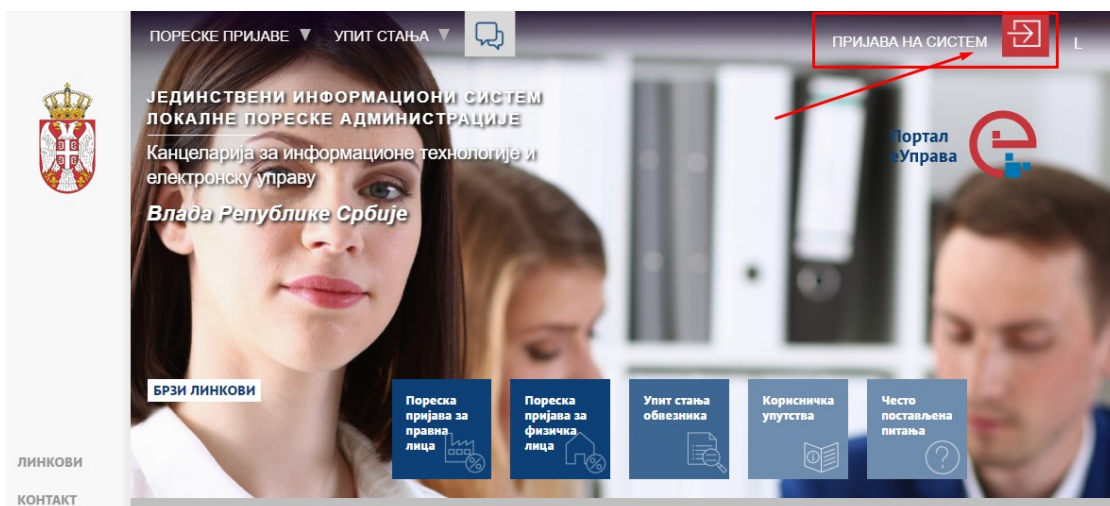 ПОРЕСКЕ ПРИЈАВЕ ▼ УПИТ СТАЊА ▼
ПРИЈАВА НА СИСТЕМ
L
ЈЕДИНСТВЕНИ ИНФОРМАЦИОНИ СИСТЕМ
ЛОКАЛНЕ ПОРЕСКЕ АДМИНИСТРАЦИЈЕ
Канцеларија за информационе технологије и
електронску управу
Влада Републике Србије
Портал
еУправа
БРЗИ ЛИНКОВИ
Пореска
пријава за
правна
лица
Пореска
пријава за
физичка
лица
Упит стања
обвезника
Корисничка
упутства
Често
постављена
питања
ЛИНКОВИ
КОНТАКТ